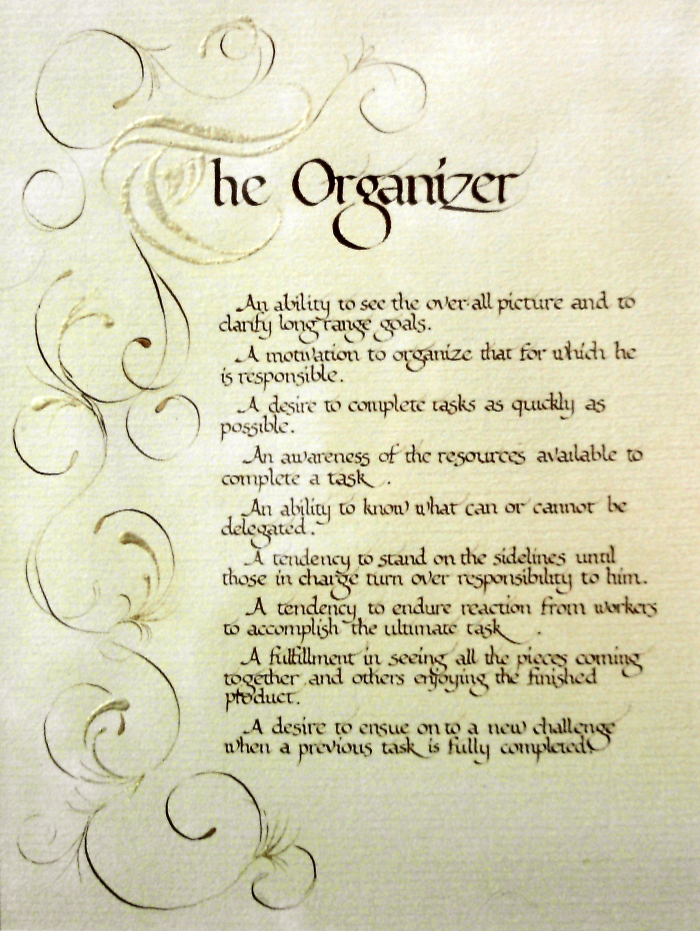 The Organizer
An ability to see the over-all picture and to
clarify long range goals.
A motivation to organize that for which he
is responsible.
A desire to complete tasks as quickly as
possible.
An awareness of the resources available to
complete a task.
An ability to know what can or cannot be
delegated.
A tendency to stand on the sidelines until
those in charge turn over responsibility to him.
A tendency to endure reaction from workers
to accomplish the ultimate task.
A fulfillment in seeing all the pieces coming
together and others enjoying the finished
product.
A desire to ensue on to a new challenge
when a previous task is fully completed.